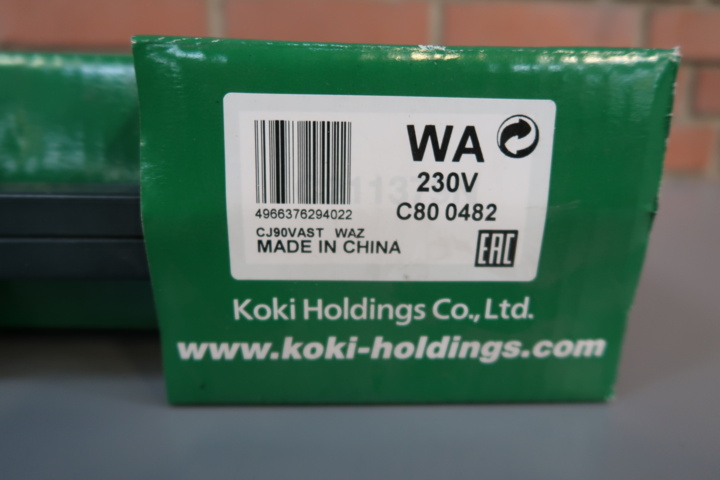 WA
230V
C80 0482
4966376294022
CJ90VAST WAZ
MADE IN CHINA
EAC
Koki Holdings Co., Ltd.
www.koki-holdings.com